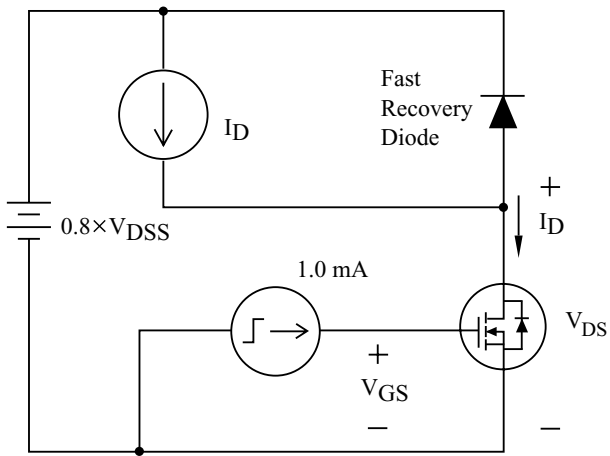 Fast
Recovery
Diode
I_D
+
I_D
0.8×V_DSS
1.0 mA
V_DS
+
V_GS
−
−